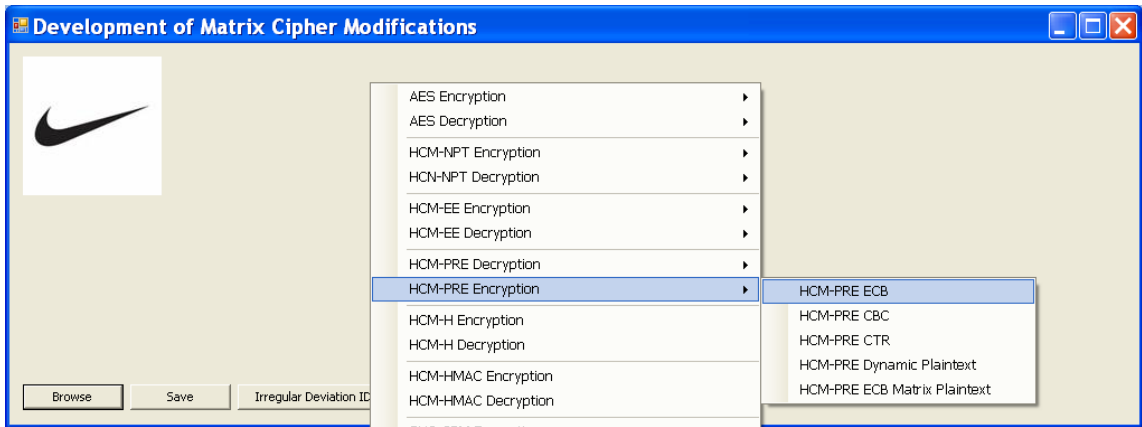 Development of Matrix Cipher Modifications
AES Encryption
AES Decryption
HCM-NPT Encryption
HCN-NPT Decryption
HCM-EE Encryption
HCM-EE Decryption
HCM-PRE Decryption
HCM-PRE Encryption
HCM-PRE ECB
HCM-PRE CBC
HCM-PRE CTR
HCM-PRE Dynamic Plaintext
HCM-PRE ECB Matrix Plaintext
HCM-H Encryption
HCM-H Decryption
HCM-HMAC Encryption
HCM-HMAC Decryption
Browse
Save
Irregular Deviation ID